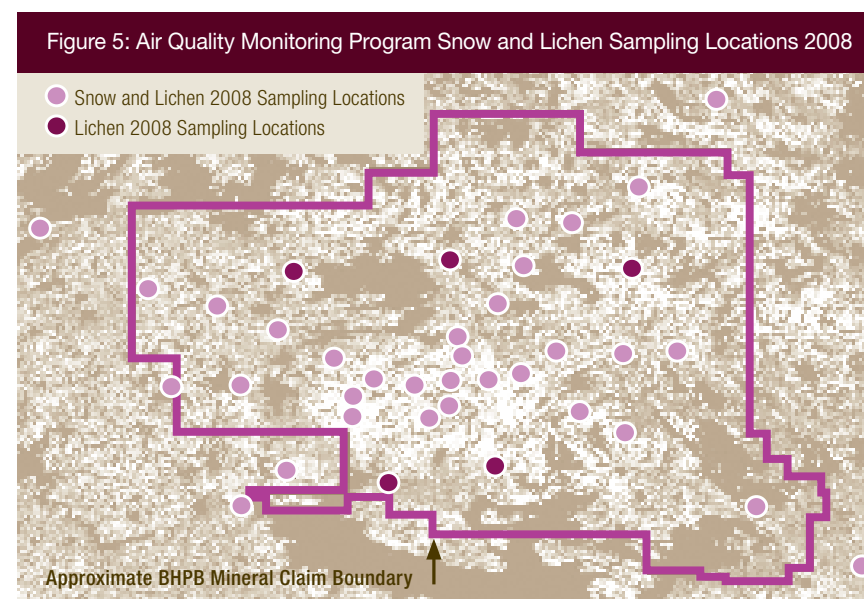 Figure 5: Air Quality Monitoring Program Snow and Lichen Sampling Locations 2008
Snow and Lichen 2008 Sampling Locations
Lichen 2008 Sampling Locations
Approximate BHPB Mineral Claim Boundary